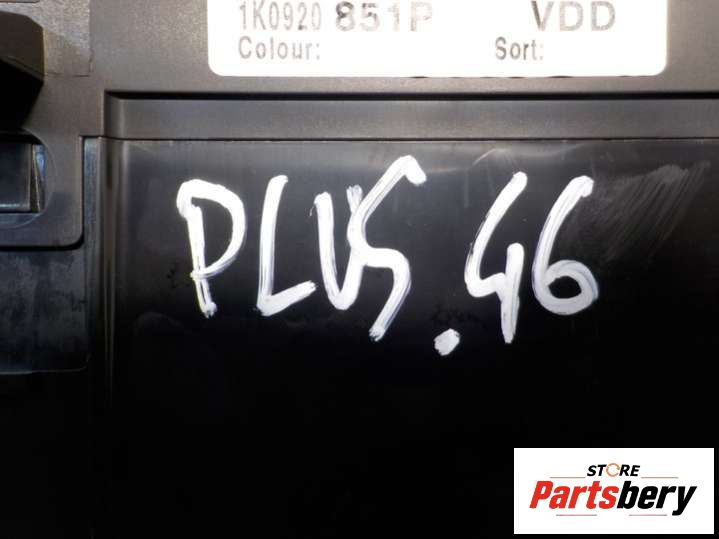 1K0920 851P VDD
Colour: Sort:
PLUS.46
STORE
Partsbery